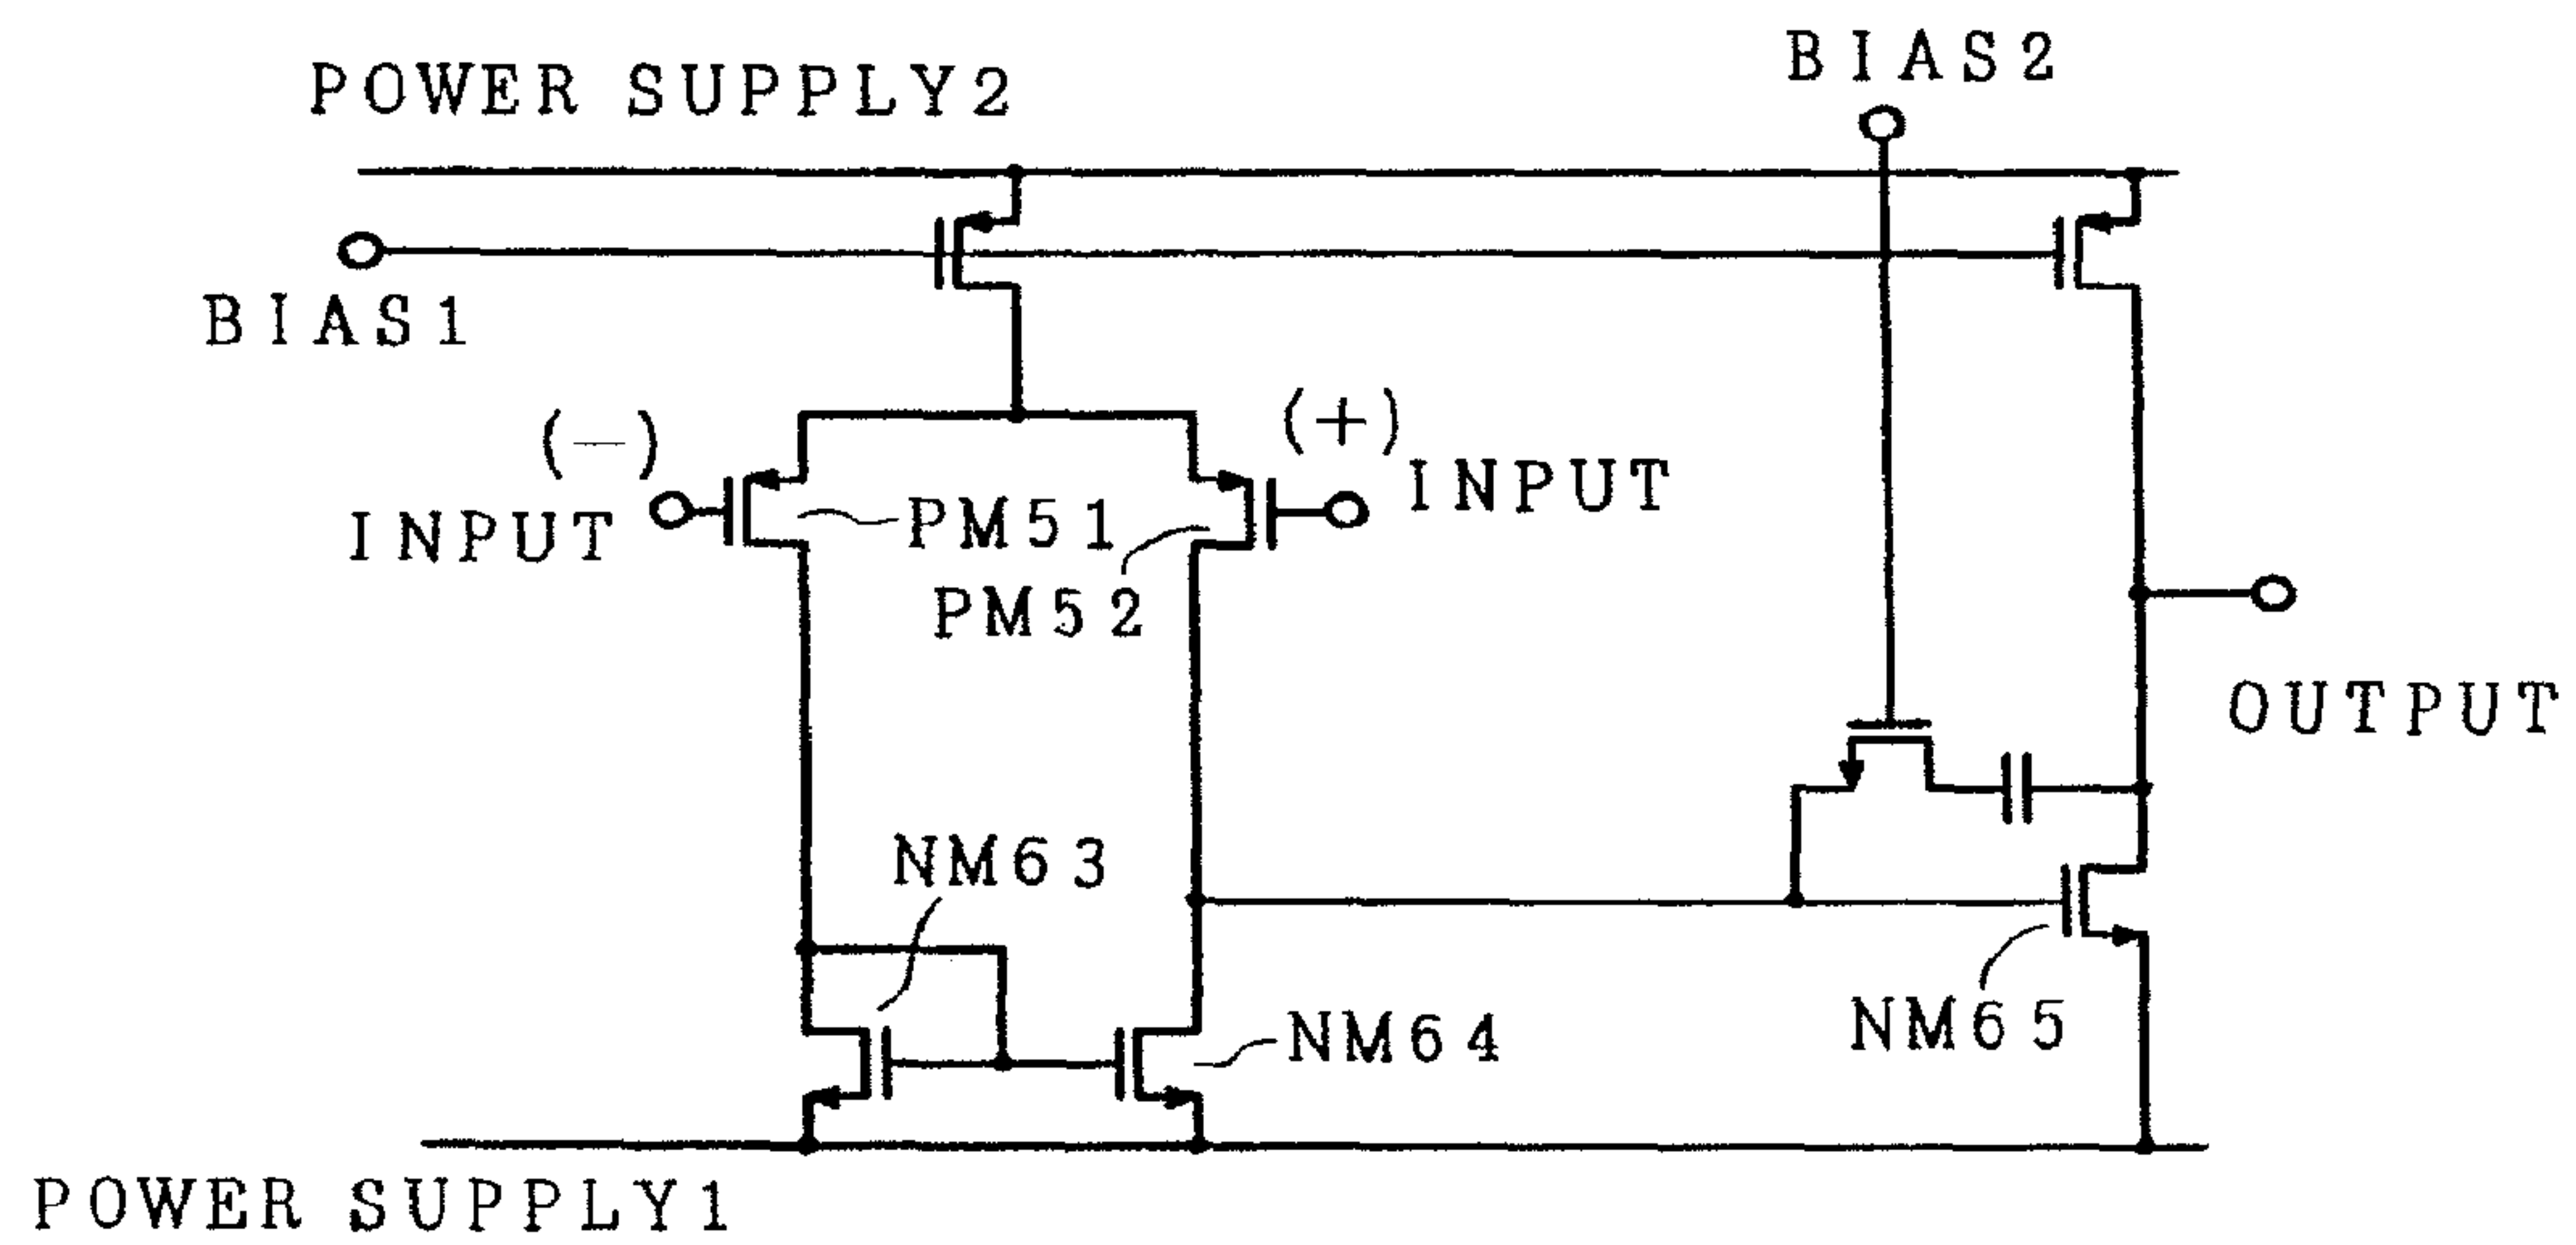 BIAS2
POWER SUPPLY2
BIAS1
(−)
INPUT
(+)
INPUT
PM51
PM52
OUTPUT
NM63
NM64
NM65
POWER SUPPLY1